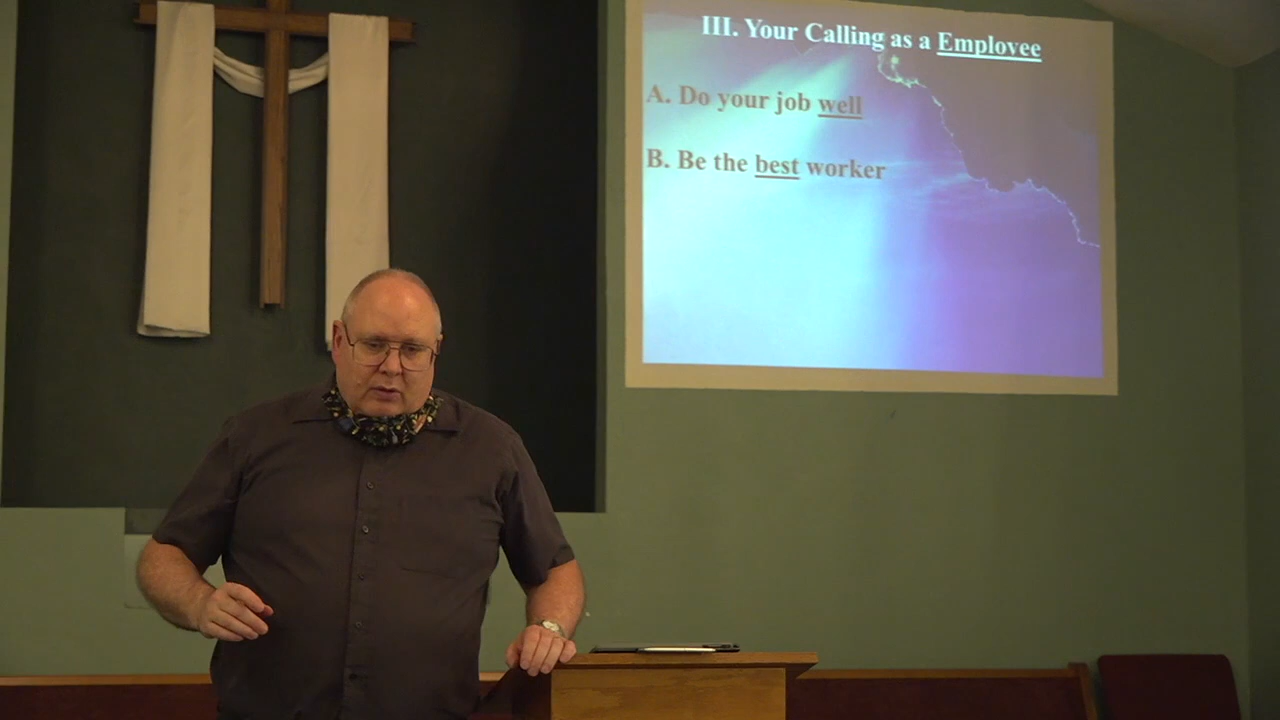 III. Your Calling as a Employee
A. Do your job well
B. Be the best worker